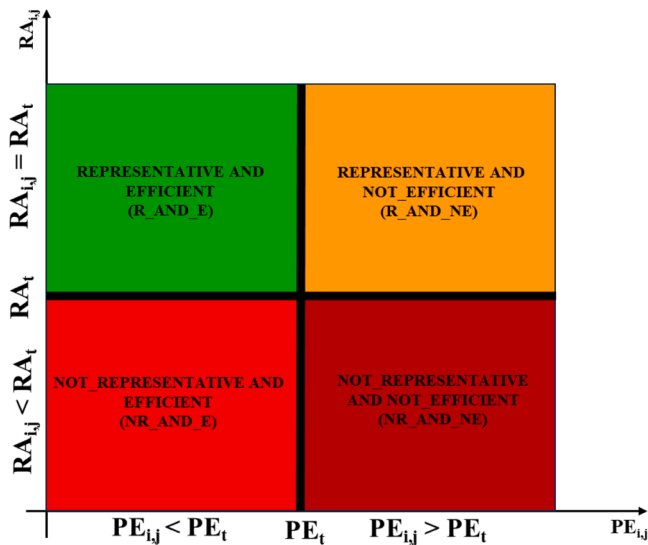 RAi,j
RAi,j = RAt
REPRESENTATIVE AND
EFFICIENT
(R_AND_E)
REPRESENTATIVE AND
NOT_EFFICIENT
(R_AND_NE)
RAt
RAi,j < RAt
NOT_REPRESENTATIVE AND
EFFICIENT
(NR_AND_E)
NOT_REPRESENTATIVE
AND NOT_EFFICIENT
(NR_AND_NE)
PEi,j < PEt
PEt
PEi,j > PEt
PEi,j